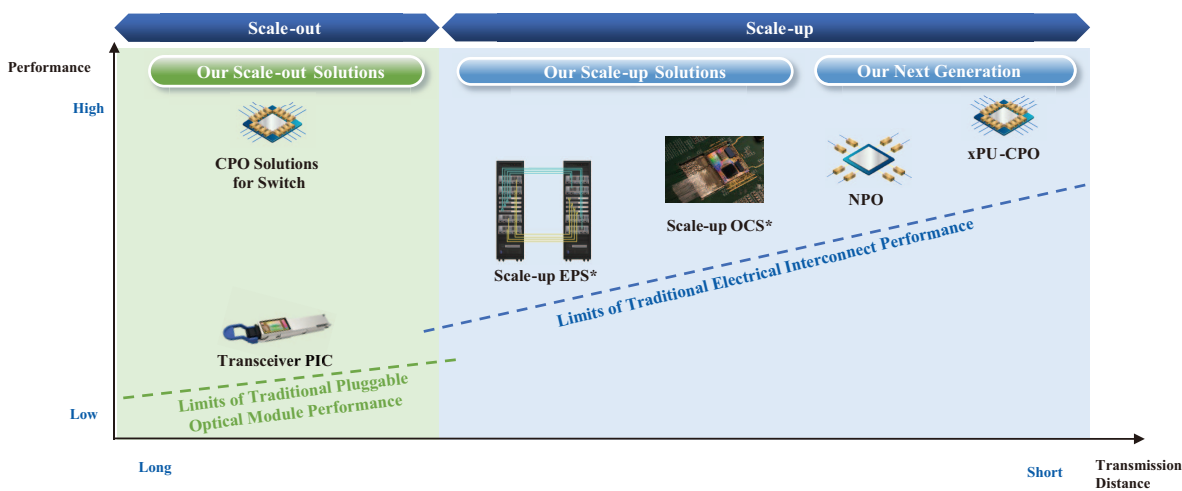 Scale-out
Scale-up
Performance
Our Scale-out Solutions
Our Scale-up Solutions
Our Next Generation
High
CPO Solutions
for Switch
xPU-CPO
NPO
Scale-up OCS*
Scale-up EPS*
Limits of Traditional Electrical Interconnect Performance
Transceiver PIC
Limits of Traditional Pluggable
Optical Module Performance
Low
Long
Short
Transmission
Distance